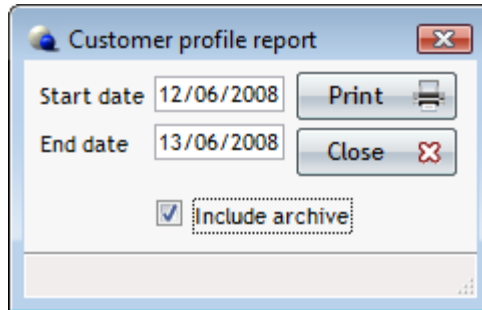 Customer profile report
Start date 12/06/2008 Print
End date 13/06/2008 Close
Include archive